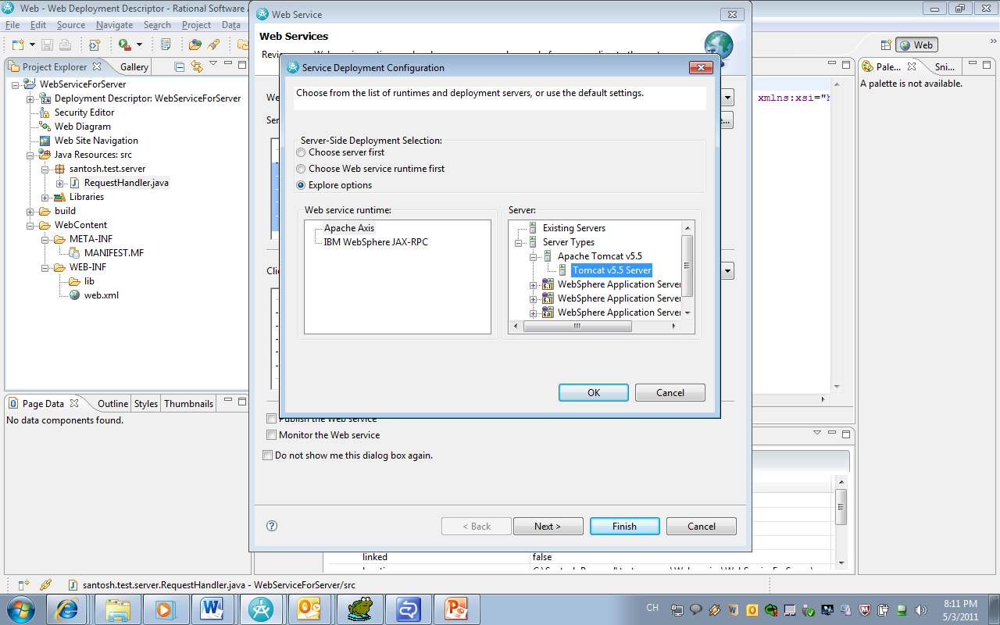 Web - Web Deployment Descriptor - Rational Software
File Edit Source Navigate Search Project Data
Web
Project Explorer
Gallery
WebServiceForServer
Deployment Descriptor: WebServiceForServer
Security Editor
Web Diagram
Web Site Navigation
Java Resources: src
santosh.test.server
RequestHandler.java
Libraries
build
WebContent
META-INF
MANIFEST.MF
WEB-INF
lib
web.xml
Page Data
Outline
Styles
Thumbnails
No data components found.
Web Service
Web Services
Service Deployment Configuration
Choose from the list of runtimes and deployment servers, or use the default settings.
Server-Side Deployment Selection:
Choose server first
Choose Web service runtime first
Explore options
Web service runtime:
Apache Axis
IBM WebSphere JAX-RPC
Server:
Existing Servers
Server Types
Apache Tomcat v5.5
Tomcat v5.5 Server
5.1 WebSphere Application Server
5.1 WebSphere Application Server
6.0 WebSphere Application Server
OK
Cancel
Publish the Web service
Monitor the Web service
Do not show me this dialog box again.
< Back
Next >
Finish
Cancel
xmlns:xsi="h
Pale...
Sni...
A palette is not available.
linked
false
santosh.test.server.RequestHandler.java - WebServiceForServer/src
CH
8:11 PM
5/3/2011